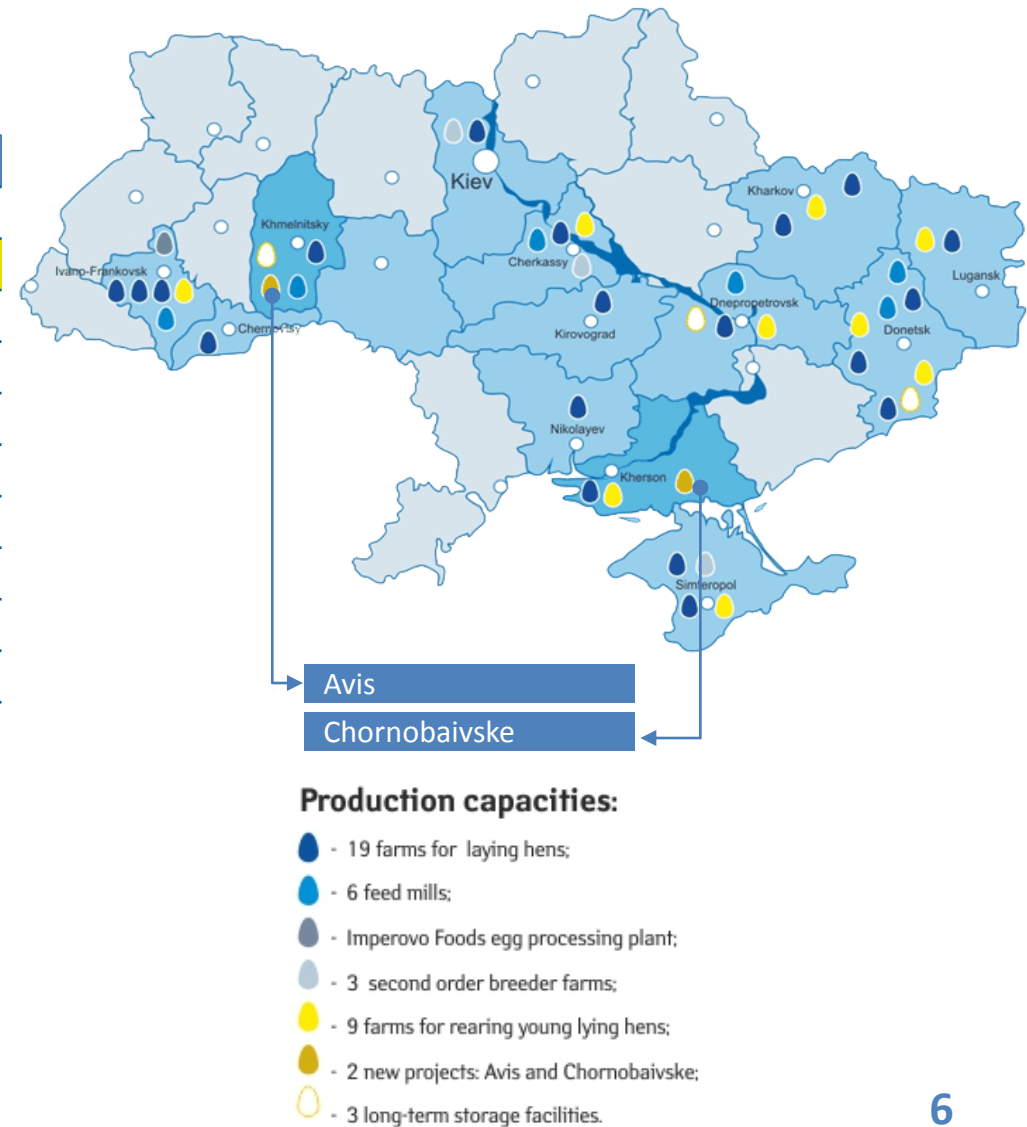 Kiev
Kharkov
Khmelnitsky
Cherkassy
Ivano-Frankovsk
Lugansk
Dnepropetrovsk
Chernovtsy
Kirovograd
Donetsk
Nikolayev
Kherson
Simferopol
Avis
Chornobaivske
Production capacities:
- 19 farms for laying hens;
- 6 feed mills;
- Imperovo Foods egg processing plant;
- 3 second order breeder farms;
- 9 farms for rearing young lying hens;
- 2 new projects: Avis and Chornobaivske;
- 3 long-term storage facilities.
6